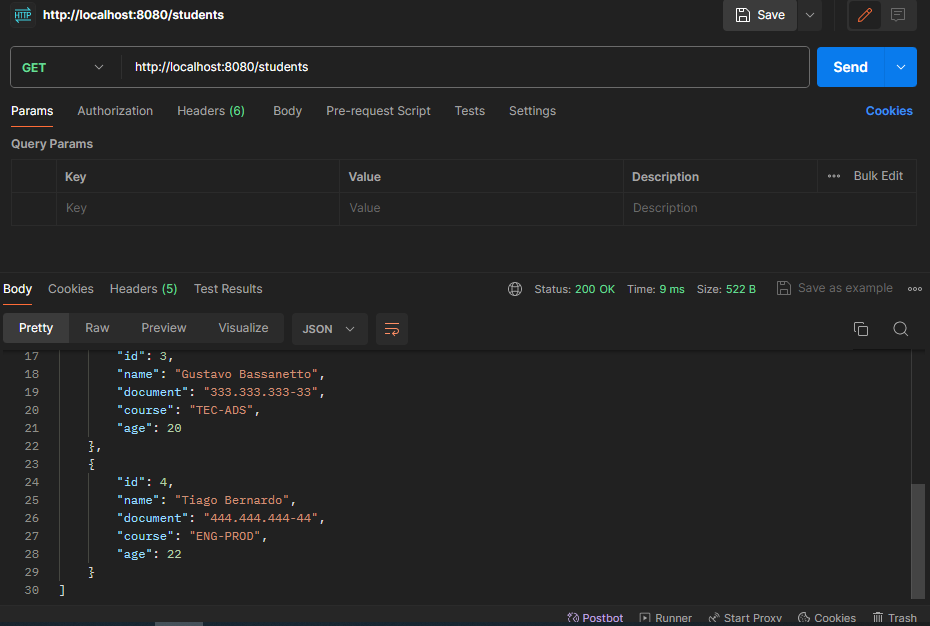 HTTP http://localhost:8080/students Save
GET http://localhost:8080/students Send
Params Authorization Headers (6) Body Pre-request Script Tests Settings Cookies
Query Params
Key Value Description Bulk Edit
Key Value Description
Body Cookies Headers (5) Test Results Status: 200 OK Time: 9 ms Size: 522 B Save as example
Pretty Raw Preview Visualize JSON
17 "id": 3,
18 "name": "Gustavo Bassanetto",
19 "document": "333.333.333-33",
20 "course": "TEC-ADS",
21 "age": 20
22 },
23 {
24 "id": 4,
25 "name": "Tiago Bernardo",
26 "document": "444.444.444-44",
27 "course": "ENG-PROD",
28 "age": 22
29 }
30 ]
Postbot Runner Start Proxy Cookies Trash